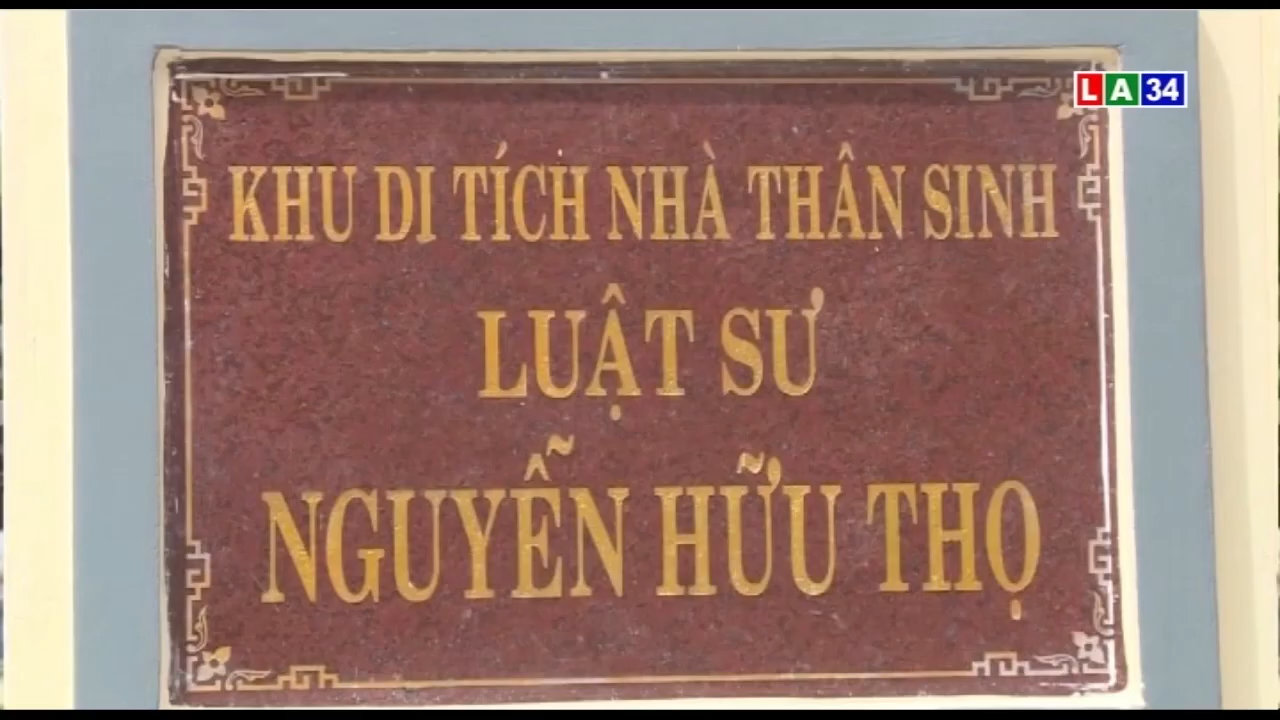 LA34
KHU DI TÍCH NHÀ THÂN SINH
LUẬT SƯ
NGUYỄN HỮU THỌ